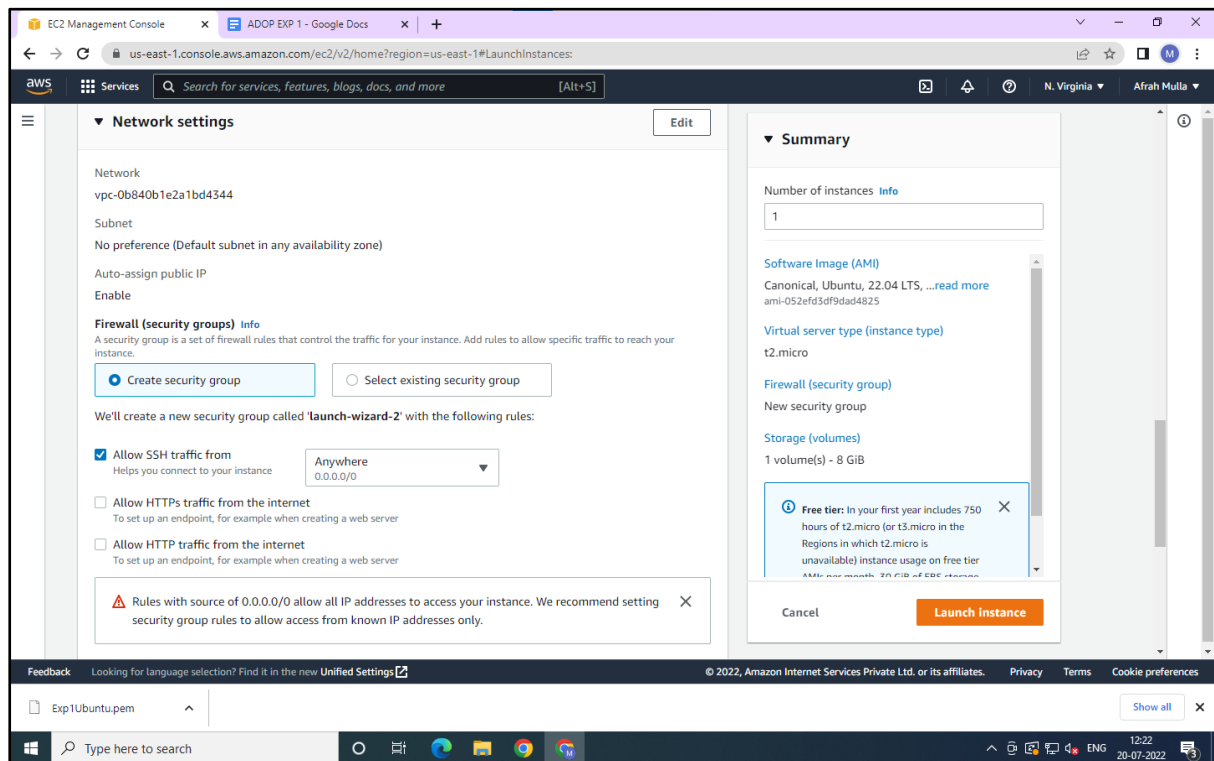 EC2 Management Console
ADOP EXP 1 - Google Docs
us-east-1.console.aws.amazon.com/ec2/v2/home?region=us-east-1#LaunchInstances:
M
aws
Services
Search for services, features, blogs, docs, and more
[Alt+S]
N. Virginia
Afrah Mulla
Network settings
Edit
Network
vpc-0b840b1e2a1bd4344
Subnet
No preference (Default subnet in any availability zone)
Auto-assign public IP
Enable
Firewall (security groups) Info
A security group is a set of firewall rules that control the traffic for your instance. Add rules to allow specific traffic to reach your
instance.
Create security group
Select existing security group
We'll create a new security group called 'launch-wizard-2' with the following rules:
Allow SSH traffic from
Helps you connect to your instance
Anywhere
0.0.0.0/0
Allow HTTPs traffic from the internet
To set up an endpoint, for example when creating a web server
Allow HTTP traffic from the internet
To set up an endpoint, for example when creating a web server
Rules with source of 0.0.0.0/0 allow all IP addresses to access your instance. We recommend setting
security group rules to allow access from known IP addresses only.
Summary
Number of instances Info
1
Software Image (AMI)
Canonical, Ubuntu, 22.04 LTS, ...read more
ami-052efd3df9dad4825
Virtual server type (instance type)
t2.micro
Firewall (security group)
New security group
Storage (volumes)
1 volume(s) - 8 GiB
Free tier: In your first year includes 750
hours of t2.micro (or t3.micro in the
Regions in which t2.micro is
unavailable) instance usage on free tier
AMIs per month, 30 GiB of EBS storage,
Cancel
Launch instance
Feedback
Looking for language selection? Find it in the new Unified Settings
© 2022, Amazon Internet Services Private Ltd. or its affiliates.
Privacy
Terms
Cookie preferences
Exp1Ubuntu.pem
Show all
Type here to search
M
ENG
12:22
20-07-2022
3